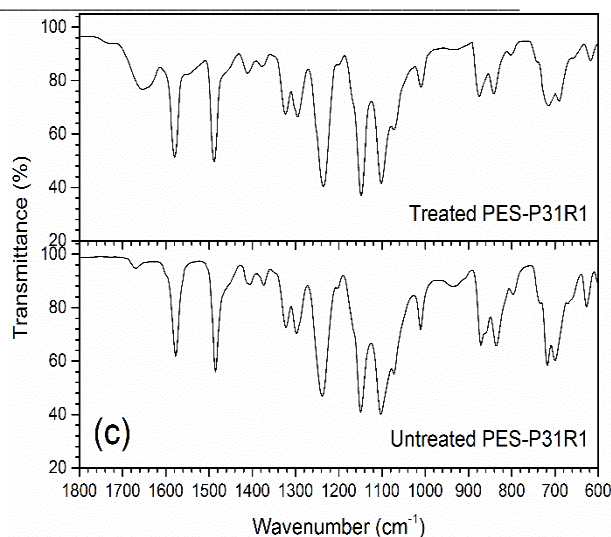 100
80
60
40
20
Treated PES-P31R1
100
80
60
40
20
Transmittance (%)
(c)
Untreated PES-P31R1
1800 1700 1600 1500 1400 1300 1200 1100 1000 900 800 700 600
Wavenumber (cm⁻¹)